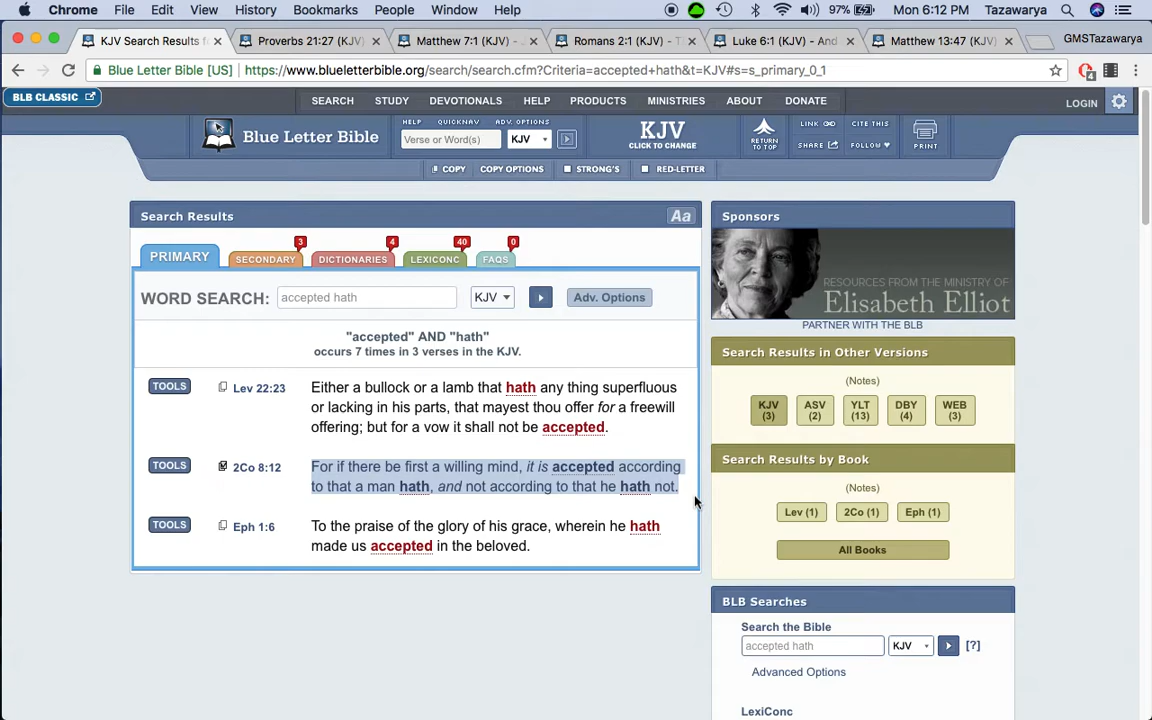 Chrome File Edit View History Bookmarks People Window Help 97% Mon 6:12 PM Tazawarya
KJV Search Results f Proverbs 21:27 (KJV) Matthew 7:1 (KJV) - J Romans 2:1 (KJV) - T Luke 6:1 (KJV) - And Matthew 13:47 (KJV) GMSTazawarya
Blue Letter Bible [US] https://www.blueletterbible.org/search/search.cfm?Criteria=accepted+hath&t=KJV#s=s_primary_0_1 4
BLB CLASSIC
SEARCH STUDY DEVOTIONALS HELP PRODUCTS MINISTRIES ABOUT DONATE LOGIN
Blue Letter Bible
HELP QUICKNAV ADV. OPTIONS
Verse or Word(s) KJV
KJV
CLICK TO CHANGE
RETURN
TO TOP
LINK CITE THIS
SHARE FOLLOW
PRINT
COPY COPY OPTIONS STRONG'S RED-LETTER
Search Results Aa
PRIMARY SECONDARY 3 DICTIONARIES 4 LEXICONC 40 FAQS 0
WORD SEARCH: accepted hath KJV Adv. Options
"accepted" AND "hath"
occurs 7 times in 3 verses in the KJV.
TOOLS Lev 22:23 Either a bullock or a lamb that hath any thing superfluous
or lacking in his parts, that mayest thou offer for a freewill
offering; but for a vow it shall not be accepted.
TOOLS 2Co 8:12 For if there be first a willing mind, it is accepted according
to that a man hath, and not according to that he hath not.
TOOLS Eph 1:6 To the praise of the glory of his grace, wherein he hath
made us accepted in the beloved.
Sponsors
RESOURCES FROM THE MINISTRY OF
Elisabeth Elliot
PARTNER WITH THE BLB
Search Results in Other Versions
(Notes)
KJV ASV YLT DBY WEB
(3) (2) (13) (4) (3)
Search Results by Book
(Notes)
Lev (1) 2Co (1) Eph (1)
All Books
BLB Searches
Search the Bible
accepted hath KJV [?]
Advanced Options
LexiConc